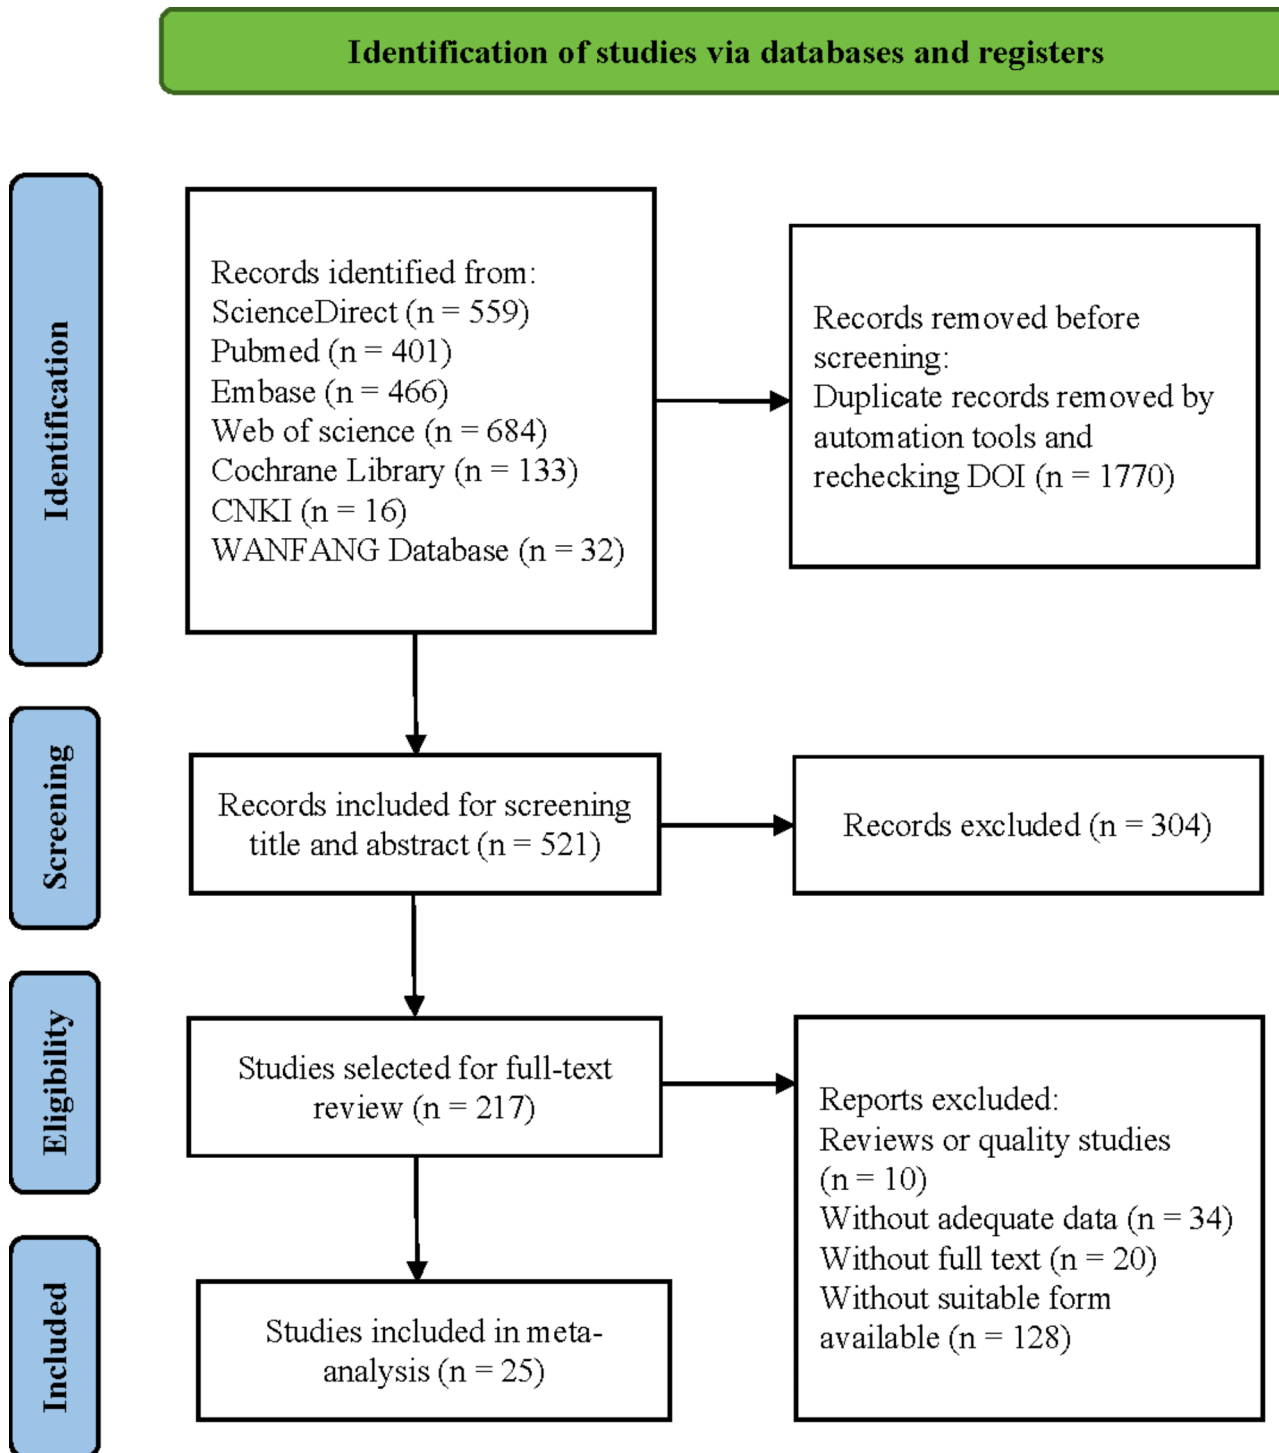 Identification of studies via databases and registers
Identification
Records identified from:
ScienceDirect (n = 559)
Pubmed (n = 401)
Embase (n = 466)
Web of science (n = 684)
Cochrane Library (n = 133)
CNKI (n = 16)
WANFANG Database (n = 32)
Records removed before
screening:
Duplicate records removed by
automation tools and
rechecking DOI (n = 1770)
Screening
Records included for screening
title and abstract (n = 521)
Records excluded (n = 304)
Eligibility
Studies selected for full-text
review (n = 217)
Reports excluded:
Reviews or quality studies
(n = 10)
Without adequate data (n = 34)
Without full text (n = 20)
Without suitable form
available (n = 128)
Included
Studies included in meta-
analysis (n = 25)